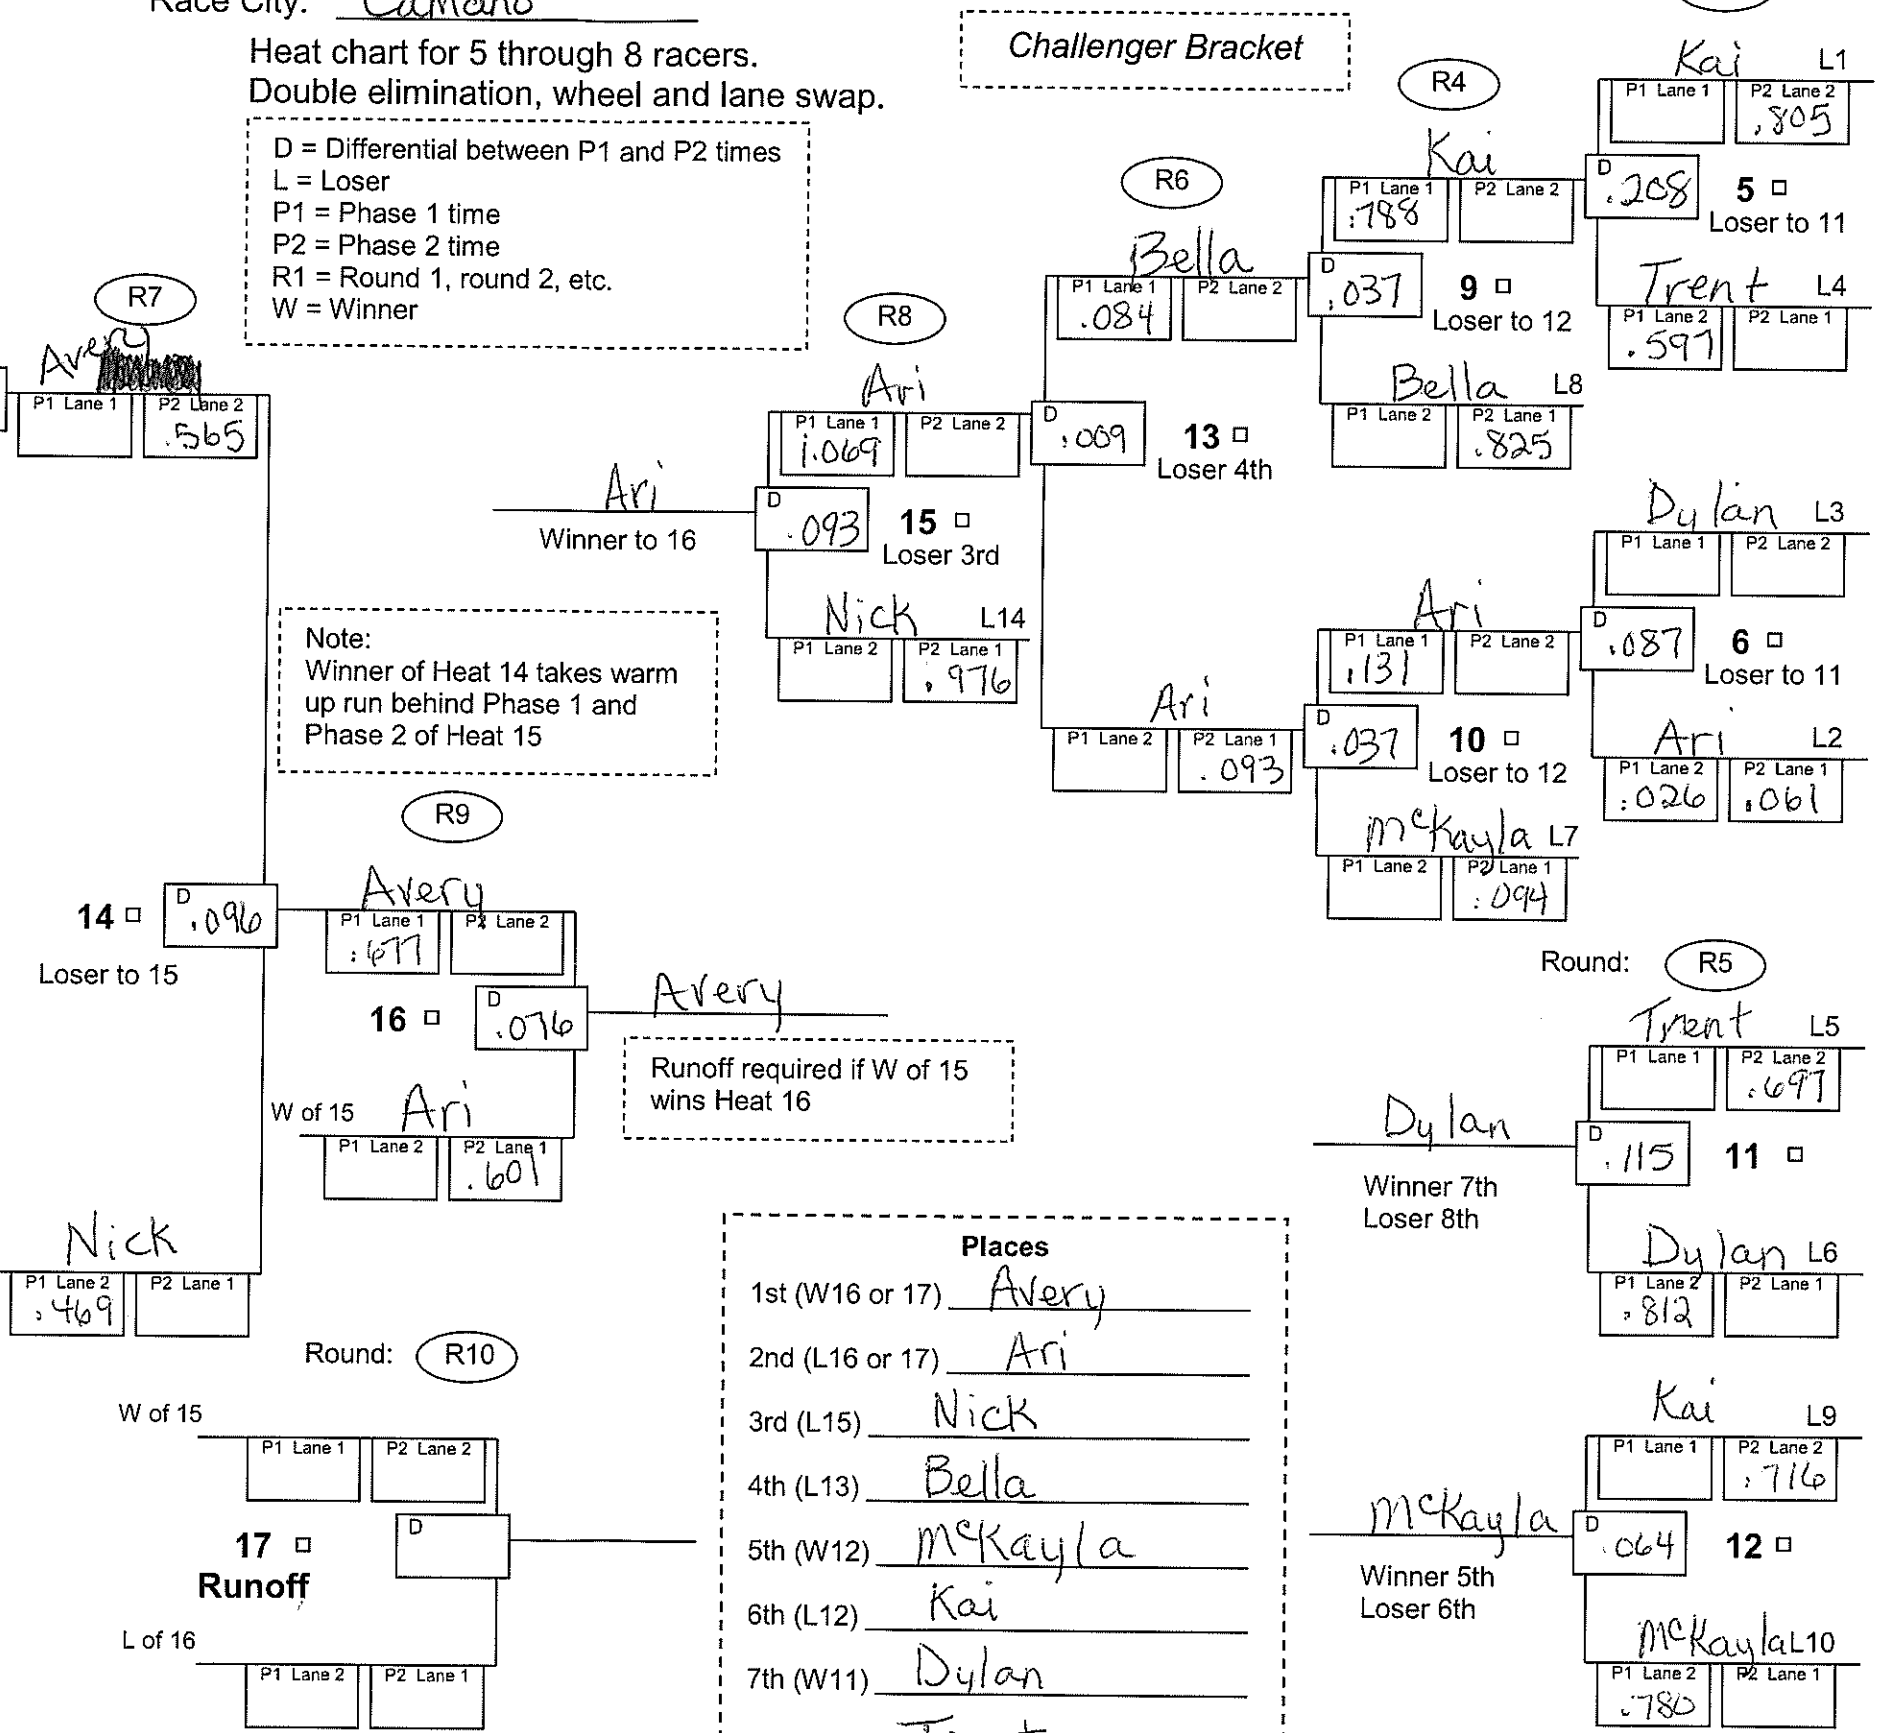 Race City: Camano
Heat chart for 5 through 8 racers.
Double elimination, wheel and lane swap.
Challenger Bracket
D = Differential between P1 and P2 times
L = Loser
P1 = Phase 1 time
P2 = Phase 2 time
R1 = Round 1, round 2, etc.
W = Winner
R7
Avery
P1 Lane 1 P2 Lane 2
.565
14
D .096
Loser to 15
Nick
P1 Lane 2 P2 Lane 1
.469
Note:
Winner of Heat 14 takes warm
up run behind Phase 1 and
Phase 2 of Heat 15
R9
Avery
P1 Lane 1 P2 Lane 2
.677
16
D .076
Avery
Runoff required if W of 15
wins Heat 16
W of 15 Ari
P1 Lane 2 P2 Lane 1
.601
Round: R10
W of 15
P1 Lane 1 P2 Lane 2
17
Runoff
D
L of 16
P1 Lane 2 P2 Lane 1
R8
Ari
P1 Lane 1 P2 Lane 2
1.069
Ari
Winner to 16
D .093
15
Loser 3rd
Nick L14
P1 Lane 2 P2 Lane 1
.976
R6
Bella
P1 Lane 1 P2 Lane 2
.084
D .009
13
Loser 4th
Ari
P1 Lane 2 P2 Lane 1
.093
R4
Kai
P1 Lane 1 P2 Lane 2
.788
D .037
9
Loser to 12
Bella L8
P1 Lane 2 P2 Lane 1
.825
Ari
P1 Lane 1 P2 Lane 2
.131
D .037
10
Loser to 12
McKayla L7
P1 Lane 2 P2 Lane 1
.094
Kai L1
P1 Lane 1 P2 Lane 2
.805
D .208
5
Loser to 11
Trent L4
P1 Lane 2 P2 Lane 1
.597
Dylan L3
P1 Lane 1 P2 Lane 2
D .087
6
Loser to 11
Ari L2
P1 Lane 2 P2 Lane 1
.026 .061
Round: R5
Trent L5
P1 Lane 1 P2 Lane 2
.697
Dylan
Winner 7th
Loser 8th
D .115
11
Dylan L6
P1 Lane 2 P2 Lane 1
.812
Kai L9
P1 Lane 1 P2 Lane 2
.716
McKayla
Winner 5th
Loser 6th
D .064
12
McKayla L10
P1 Lane 2 P2 Lane 1
.780
Places
1st (W16 or 17) Avery
2nd (L16 or 17) Ari
3rd (L15) Nick
4th (L13) Bella
5th (W12) McKayla
6th (L12) Kai
7th (W11) Dylan